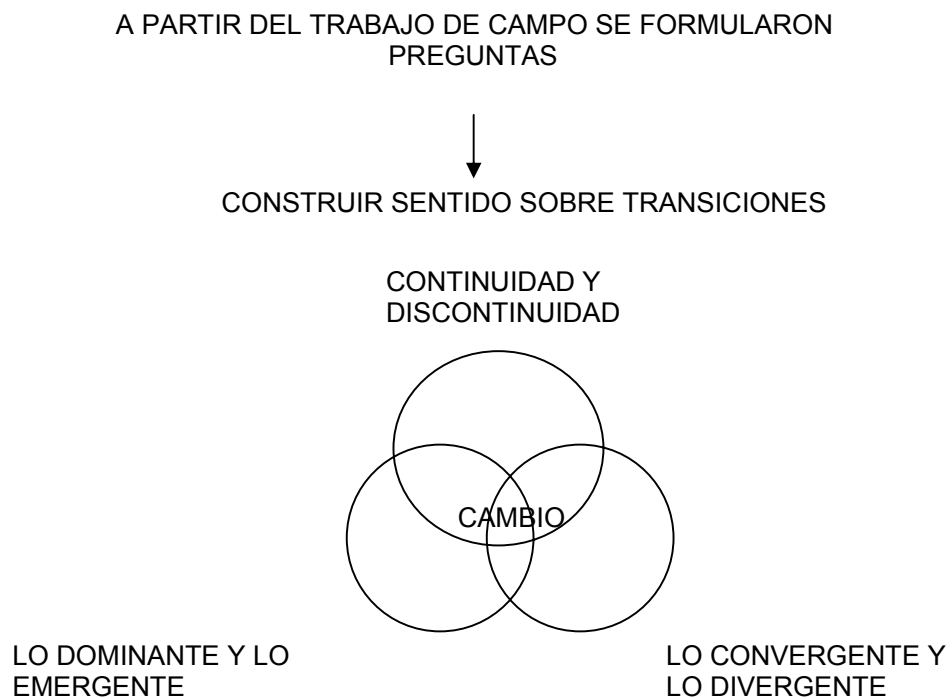 A PARTIR DEL TRABAJO DE CAMPO SE FORMULARON
PREGUNTAS
CONSTRUIR SENTIDO SOBRE TRANSICIONES
CONTINUIDAD Y
DISCONTINUIDAD
CAMBIO
LO DOMINANTE Y LO
EMERGENTE
LO CONVERGENTE Y
LO DIVERGENTE